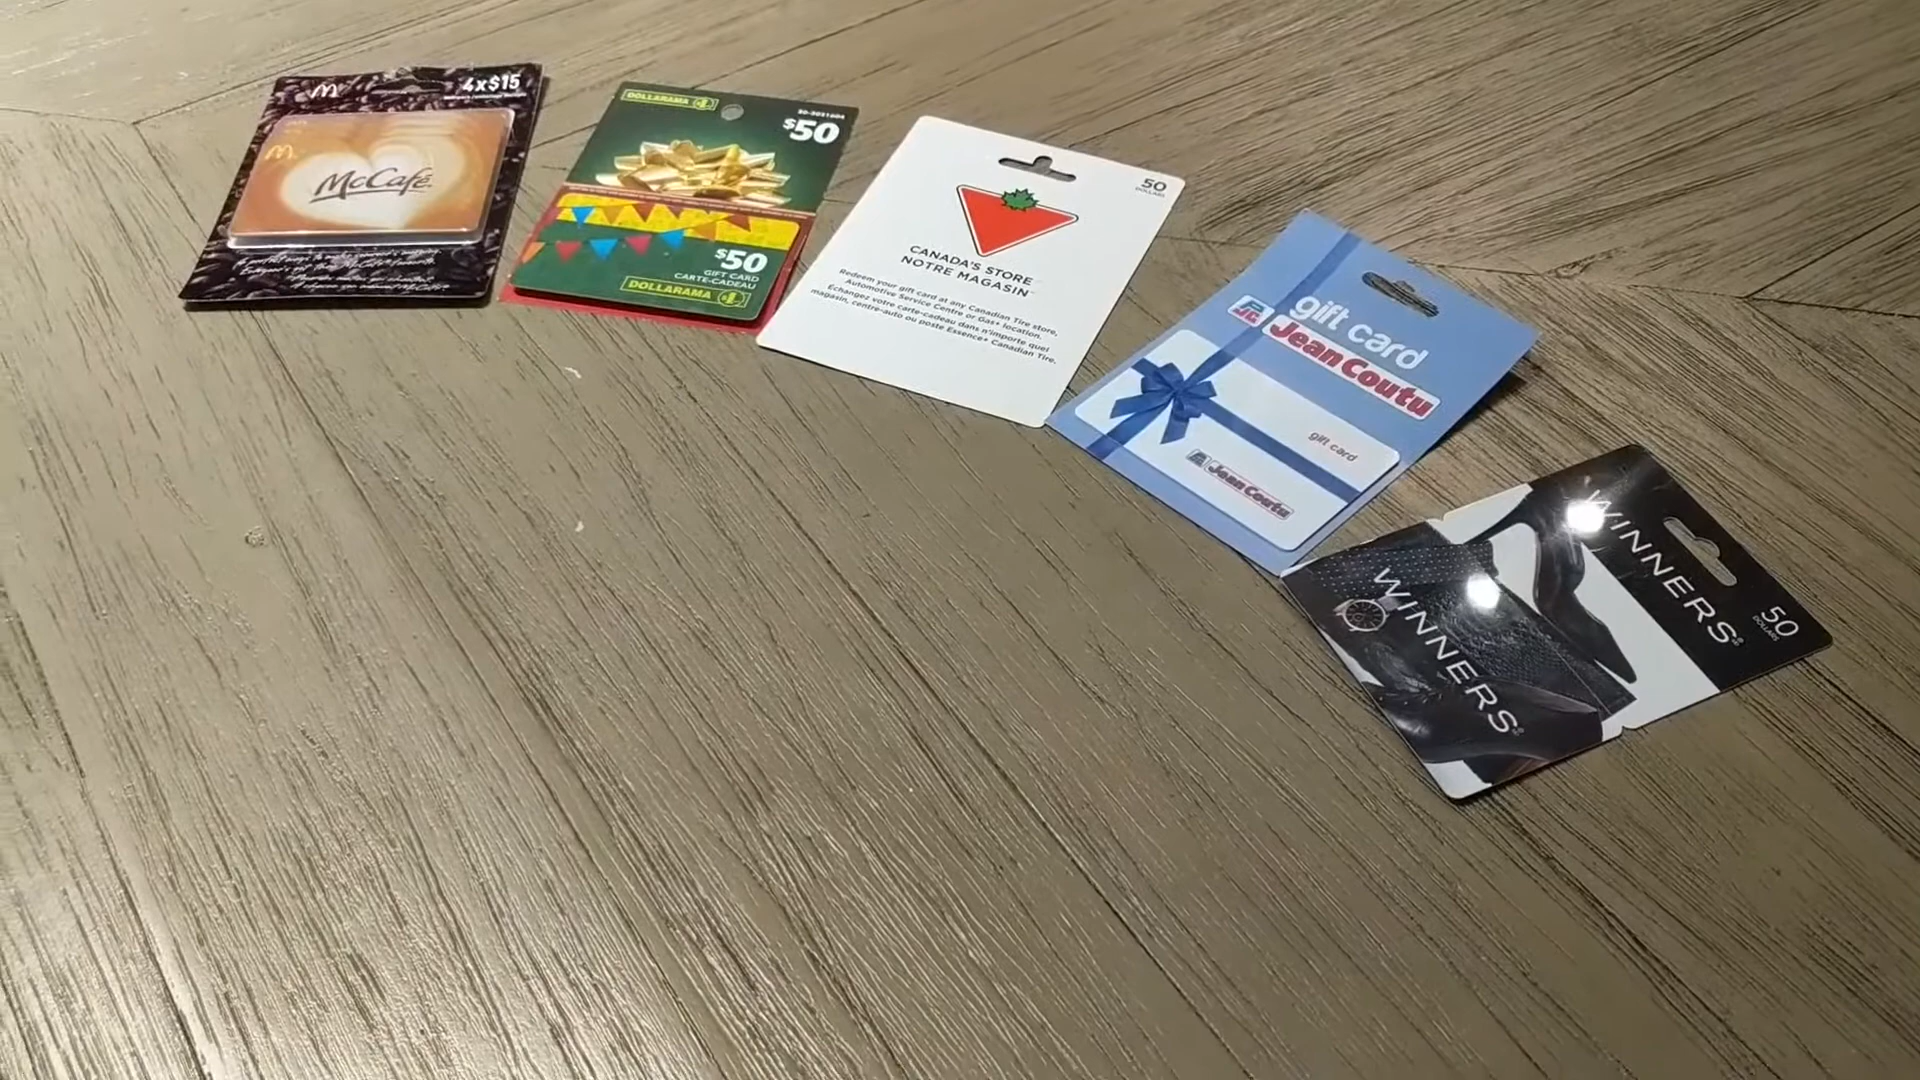 4x$15
McCafé
DOLLARAMA
$50
$50
GIFT CARD
CARTE-CADEAU
DOLLARAMA
50
DOLLARS
CANADA'S STORE
NOTRE MAGASIN
Redeem your gift card at any Canadian Tire store,
Automotive Service Centre or Gas+ location.
Échangez votre carte-cadeau dans n'importe quel
magasin, centre-auto ou poste Essence+ Canadian Tire.
gift card
Jean Coutu
gift card
Jean Coutu
WINNERS®
50
DOLLARS
WINNERS®